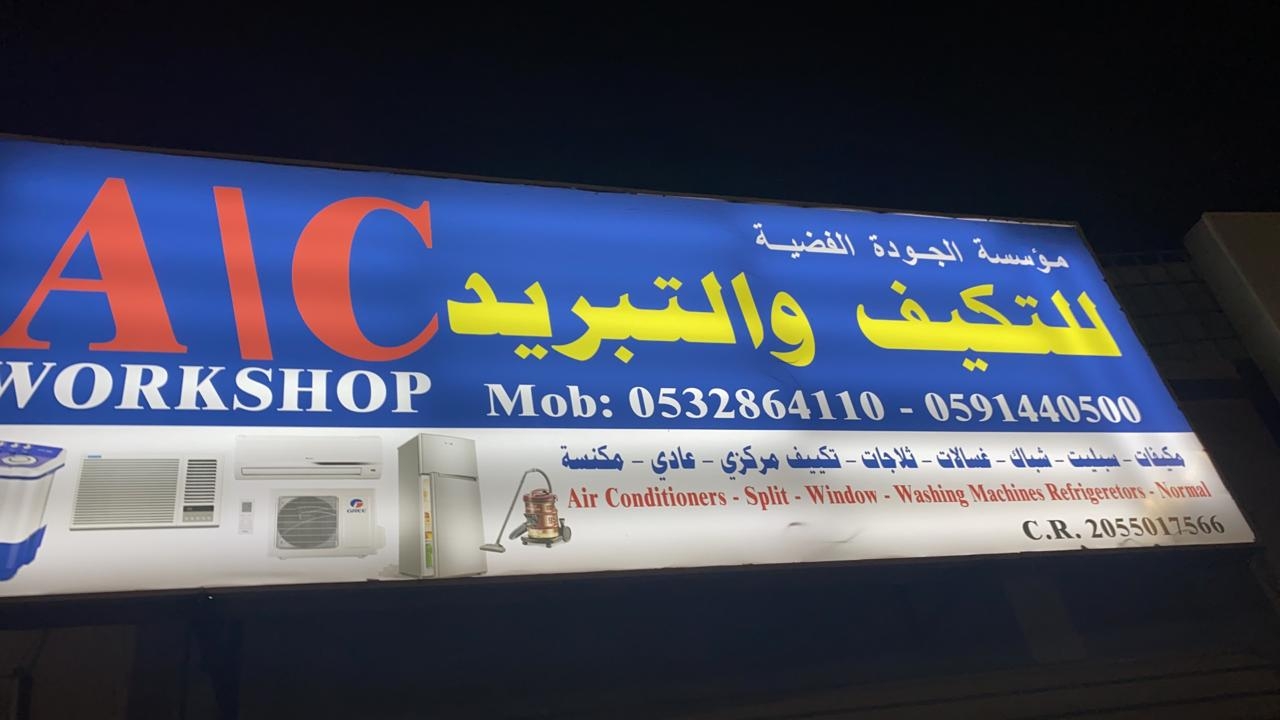 مؤسسة الجودة الفضية
للتكيف والتبريد
A\C
WORKSHOP
Mob: 0532864110 - 0591440500
مكيفات - سبليت - شباك - غسالات - ثلاجات - تكييف مركزي - عادي - مكنسة
Air Conditioners - Split - Window - Washing Machines Refrigeretors - Normal
C.R. 2055017566
GREE